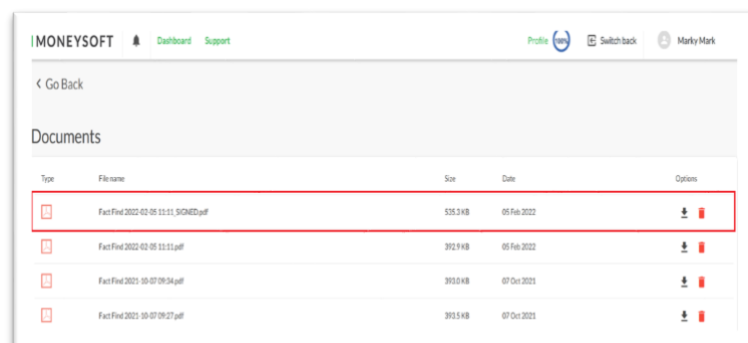 MONEYSOFT Dashboard Support Profile 100% Switch back Marky Mark
Go Back
Documents
Type File name Size Date Options
Fact Find 2022-02-05 11:11_SIGNED.pdf 535.3 KB 05 Feb 2022
Fact Find 2022-02-05 11:11.pdf 392.9 KB 05 Feb 2022
Fact Find 2021-10-07 09:34.pdf 393.0 KB 07 Oct 2021
Fact Find 2021-10-07 09:27.pdf 393.5 KB 07 Oct 2021